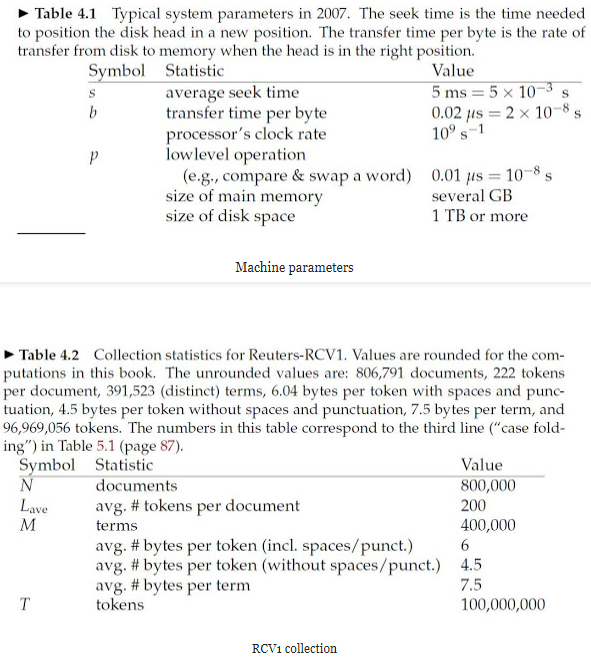 ► Table 4.1 Typical system parameters in 2007. The seek time is the time needed
to position the disk head in a new position. The transfer time per byte is the rate of
transfer from disk to memory when the head is in the right position.
Symbol Statistic Value
s average seek time 5 ms = 5 × 10⁻³ s
b transfer time per byte 0.02 μs = 2 × 10⁻⁸ s
processor's clock rate 10⁹ s⁻¹
p lowlevel operation
(e.g., compare & swap a word) 0.01 μs = 10⁻⁸ s
size of main memory several GB
size of disk space 1 TB or more
Machine parameters
► Table 4.2 Collection statistics for Reuters-RCV1. Values are rounded for the com-
putations in this book. The unrounded values are: 806,791 documents, 222 tokens
per document, 391,523 (distinct) terms, 6.04 bytes per token with spaces and punc-
tuation, 4.5 bytes per token without spaces and punctuation, 7.5 bytes per term, and
96,969,056 tokens. The numbers in this table correspond to the third line ("case fold-
ing") in Table 5.1 (page 87).
Symbol Statistic Value
N documents 800,000
Lave avg. # tokens per document 200
M terms 400,000
avg. # bytes per token (incl. spaces/punct.) 6
avg. # bytes per token (without spaces/punct.) 4.5
avg. # bytes per term 7.5
T tokens 100,000,000
RCV1 collection